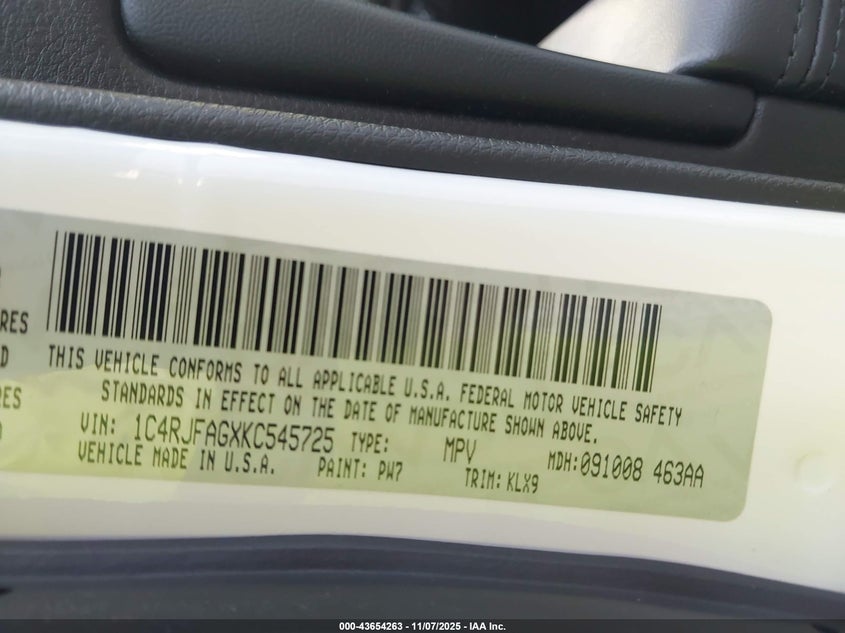 RES
D
RES
THIS VEHICLE CONFORMS TO ALL APPLICABLE U.S.A. FEDERAL MOTOR VEHICLE SAFETY
STANDARDS IN EFFECT ON THE DATE OF MANUFACTURE SHOWN ABOVE.
VIN: 1C4RJFAGXKC545725 TYPE: MPV MDH:091008 463AA
VEHICLE MADE IN U.S.A. PAINT: PW7 TRIM: KLX9
000-43654263 - 11/07/2025 - IAA Inc.